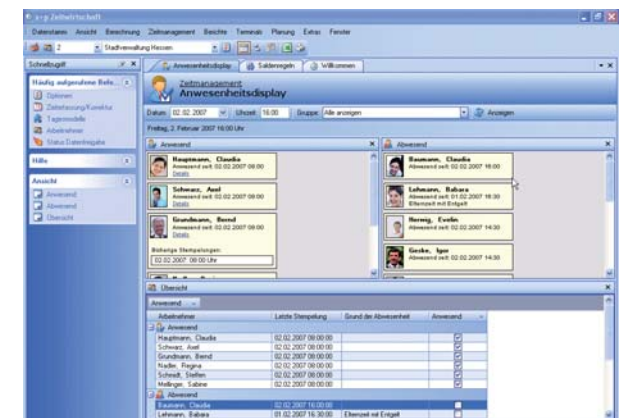 s+p Zeitwirtschaft
Datenstamm Ansicht Berechnung Zeitmanagement Berichte Terminals Planung Extras Fenster
2 Stadtverwaltung Hessen
Schnellzugriff
Anwesenheitsdisplay Saldenregeln Willkommen
Häufig aufgerufene Befe...
Optionen
Zeiterfassung/Korrektur
Tagesmodelle
Arbeitnehmer
Status Datenfreigabe
Hilfe
Ansicht
Anwesend
Abwesend
Übersicht
Zeitmanagement
Anwesenheitsdisplay
Datum: 02.02.2007 Uhrzeit: 16:00 Gruppe: Alle anzeigen Anzeigen
Freitag, 2. Februar 2007 16:00 Uhr
Anwesend
Hauptmann, Claudia
Anwesend seit: 02.02.2007 08:00
Details
Schwarz, Axel
Anwesend seit: 02.02.2007 08:00
Details
Grundmann, Bernd
Anwesend seit: 02.02.2007 08:00
Details
Bisherige Stempelungen:
02.02.2007 08:00 Uhr
Abwesend
Baumann, Claudia
Abwesend seit: 02.02.2007 16:00
Lehmann, Babara
Abwesend seit: 01.02.2007 16:30
Elternzeit mit Entgelt
Hennig, Evelin
Abwesend seit: 02.02.2007 14:30
Geske, Igor
Abwesend seit: 02.02.2007 14:30
Übersicht
Anwesend
Arbeitnehmer Letzte Stempelung Grund der Abwesenheit Anwesend
Anwesend
Hauptmann, Claudia 02.02.2007 08:00:00
Schwarz, Axel 02.02.2007 08:00:00
Grundmann, Bernd 02.02.2007 08:00:00
Nadler, Regina 02.02.2007 08:00:00
Schmidt, Steffen 02.02.2007 08:00:00
Mellinger, Sabine 02.02.2007 08:00:00
Abwesend
Baumann, Claudia 02.02.2007 16:00:00
Lehmann, Babara 01.02.2007 16:30:00 Elternzeit mit Entgelt